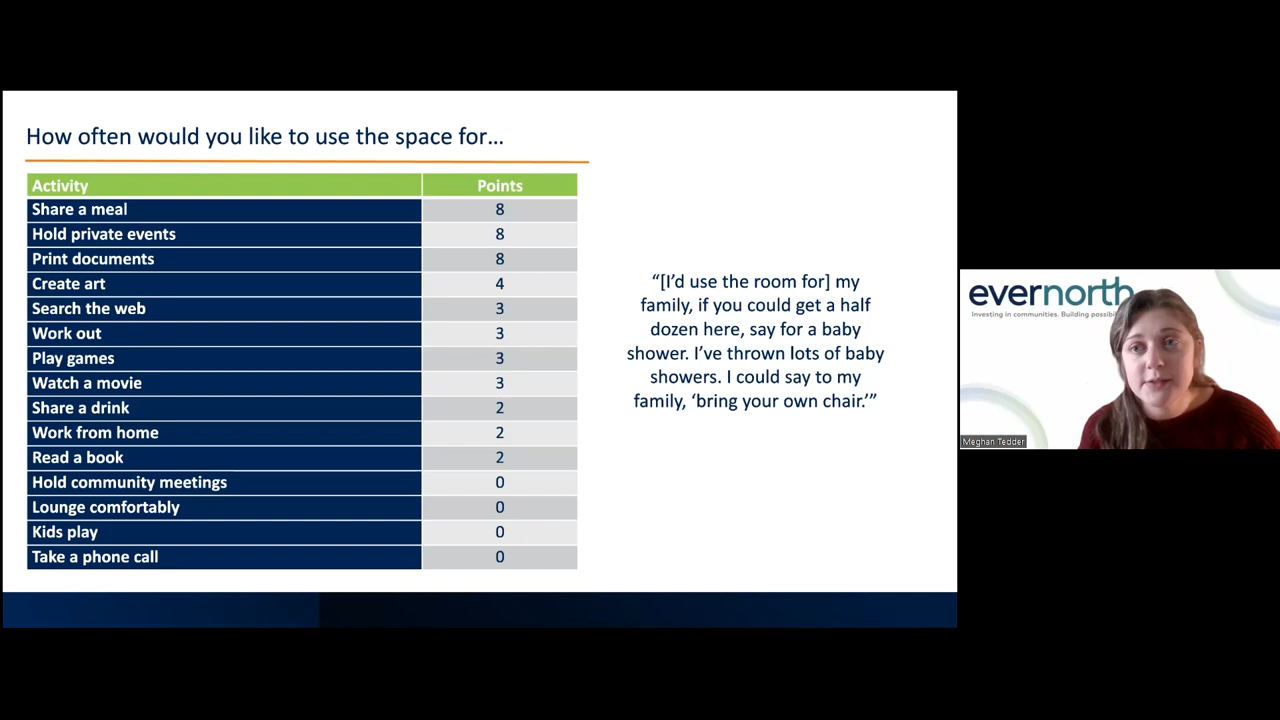 How often would you like to use the space for…
Activity Points
Share a meal 8
Hold private events 8
Print documents 8
Create art 4
Search the web 3
Work out 3
Play games 3
Watch a movie 3
Share a drink 2
Work from home 2
Read a book 2
Hold community meetings 0
Lounge comfortably 0
Kids play 0
Take a phone call 0
“[I’d use the room for] my
family, if you could get a half
dozen here, say for a baby
shower. I’ve thrown lots of baby
showers. I could say to my
family, ‘bring your own chair.’”
evernorth
Investing in communities. Building possibi
Meghan Tedder